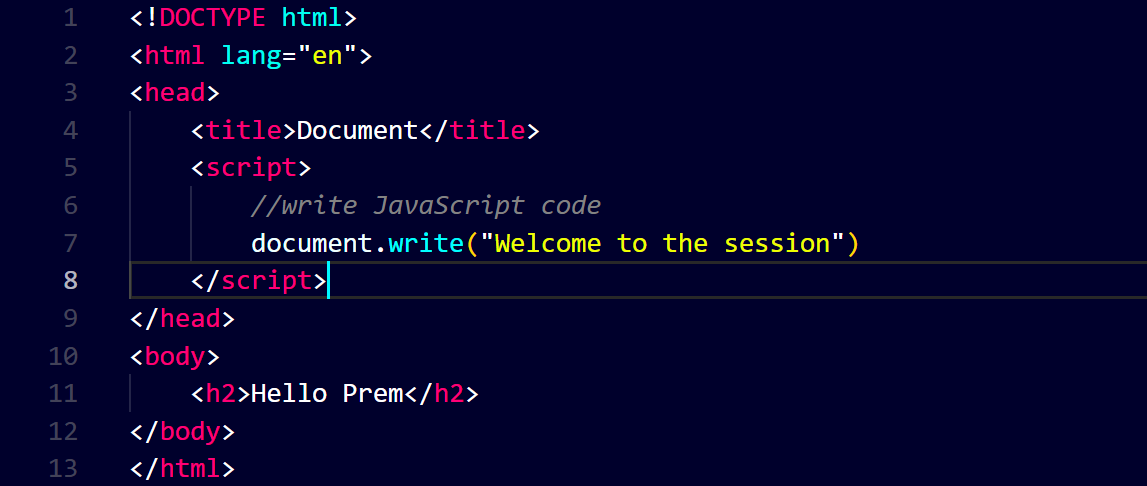 1 <!DOCTYPE html>
2 <html lang="en">
3 <head>
4     <title>Document</title>
5     <script>
6         //write JavaScript code
7         document.write("Welcome to the session")
8     </script>
9 </head>
10 <body>
11     <h2>Hello Prem</h2>
12 </body>
13 </html>